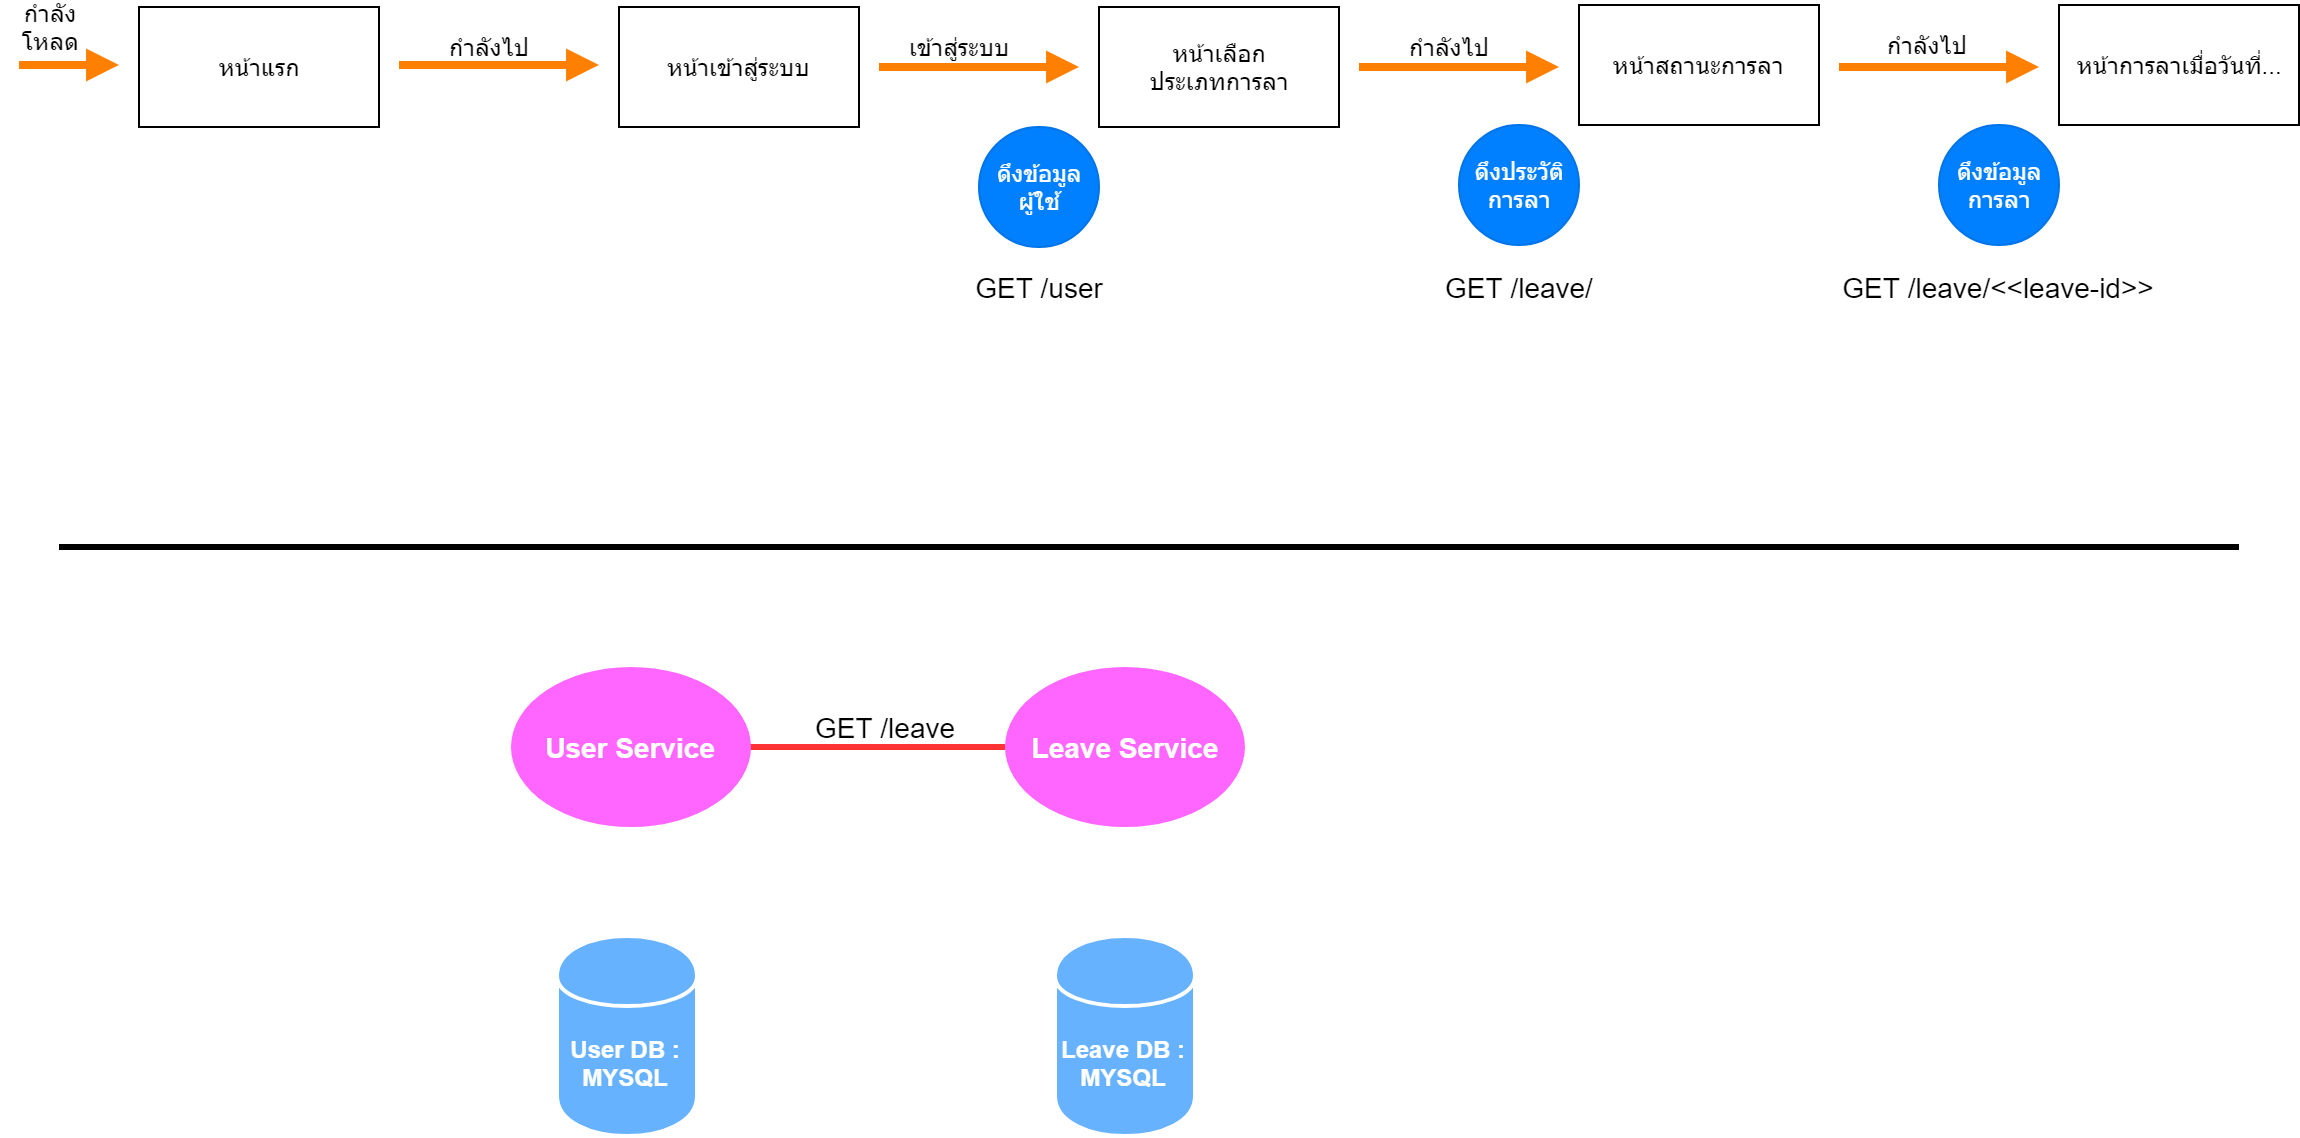 กำลัง
โหลด
หน้าแรก
กำลังไป
หน้าเข้าสู่ระบบ
เข้าสู่ระบบ
หน้าเลือก
ประเภทการลา
กำลังไป
หน้าสถานะการลา
กำลังไป
หน้าการลาเมื่อวันที่...
ดึงข้อมูล
ผู้ใช้
ดึงประวัติ
การลา
ดึงข้อมูล
การลา
GET /user
GET /leave/
GET /leave/<<leave-id>>
User Service
GET /leave
Leave Service
User DB :
MYSQL
Leave DB :
MYSQL